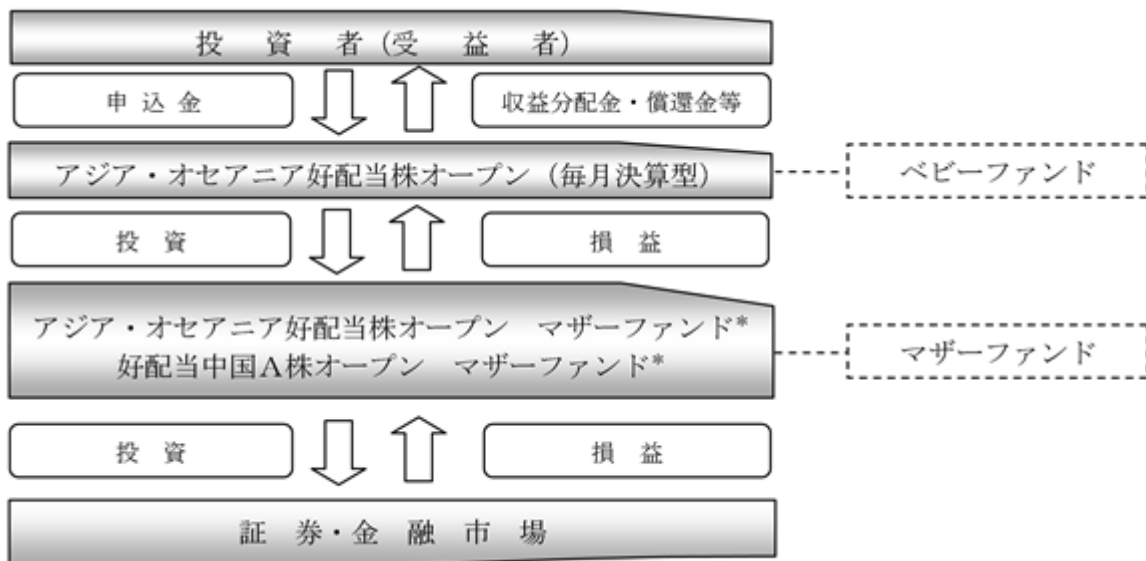 投 資 者（受 益 者）
申 込 金
収益分配金・償還金等
アジア・オセアニア好配当株オープン（毎月決算型）
ベビーファンド
投 資
損 益
アジア・オセアニア好配当株オープン　マザーファンド*
好配当中国A株オープン　マザーファンド*
マザーファンド
投 資
損 益
証 券・金 融 市 場